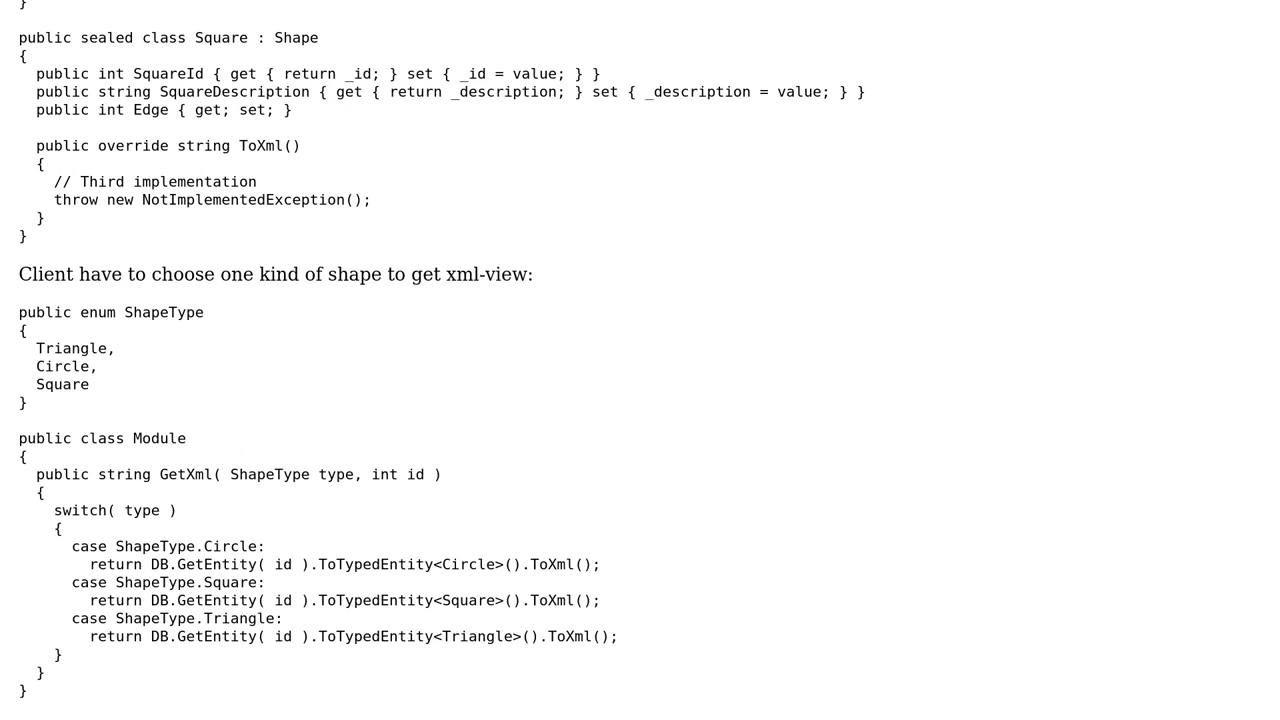 }
public sealed class Square : Shape
{
  public int SquareId { get { return _id; } set { _id = value; } }
  public string SquareDescription { get { return _description; } set { _description = value; } }
  public int Edge { get; set; }
  public override string ToXml()
  {
    // Third implementation
    throw new NotImplementedException();
  }
}
Client have to choose one kind of shape to get xml-view:
public enum ShapeType
{
  Triangle,
  Circle,
  Square
}
public class Module
{
  public string GetXml( ShapeType type, int id )
  {
    switch( type )
    {
      case ShapeType.Circle:
        return DB.GetEntity( id ).ToTypedEntity<Circle>().ToXml();
      case ShapeType.Square:
        return DB.GetEntity( id ).ToTypedEntity<Square>().ToXml();
      case ShapeType.Triangle:
        return DB.GetEntity( id ).ToTypedEntity<Triangle>().ToXml();
    }
  }
}